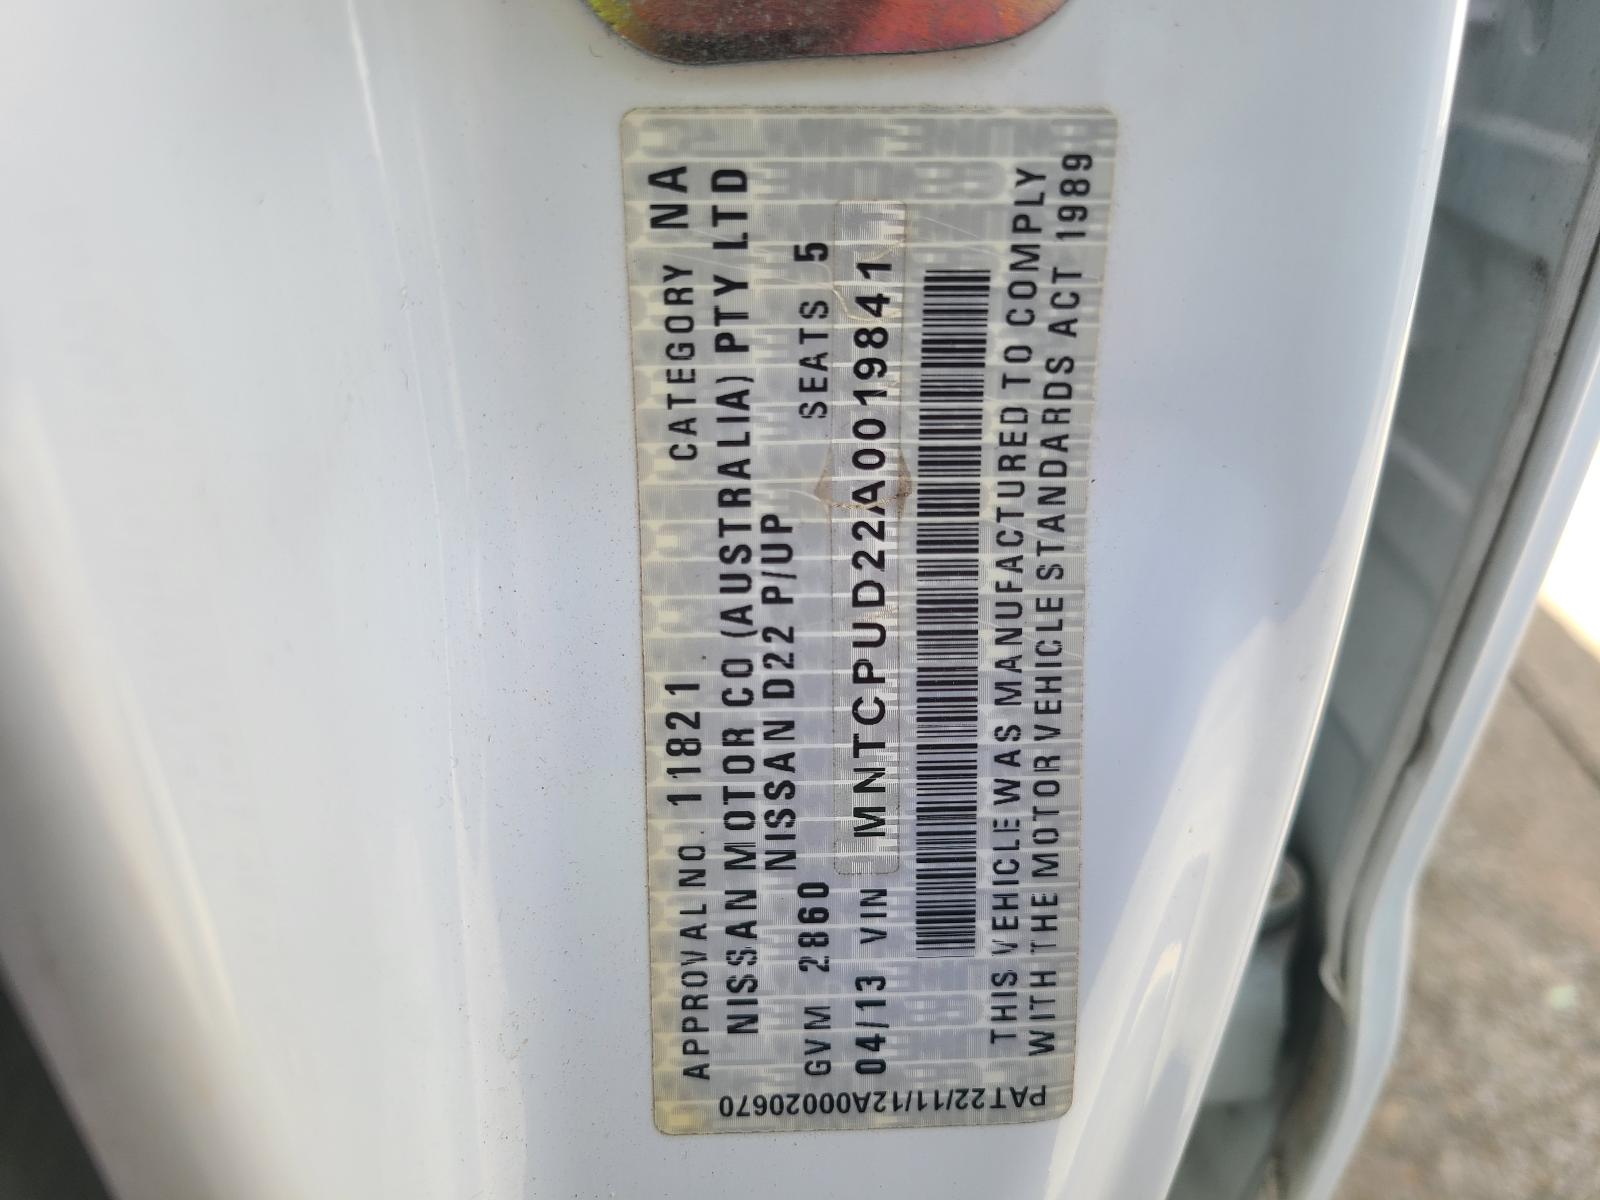 APPROVAL NO 11821 CATEGORY NA
NISSAN MOTOR CO (AUSTRALIA) PTY LTD
NISSAN D22 P/UP
GVM 2860 SEATS 5
04/13 VIN MNTCPUD22A0019841
THIS VEHICLE WAS MANUFACTURED TO COMPLY
WITH THE MOTOR VEHICLE STANDARDS ACT 1989
PAT22/11/12A00020670